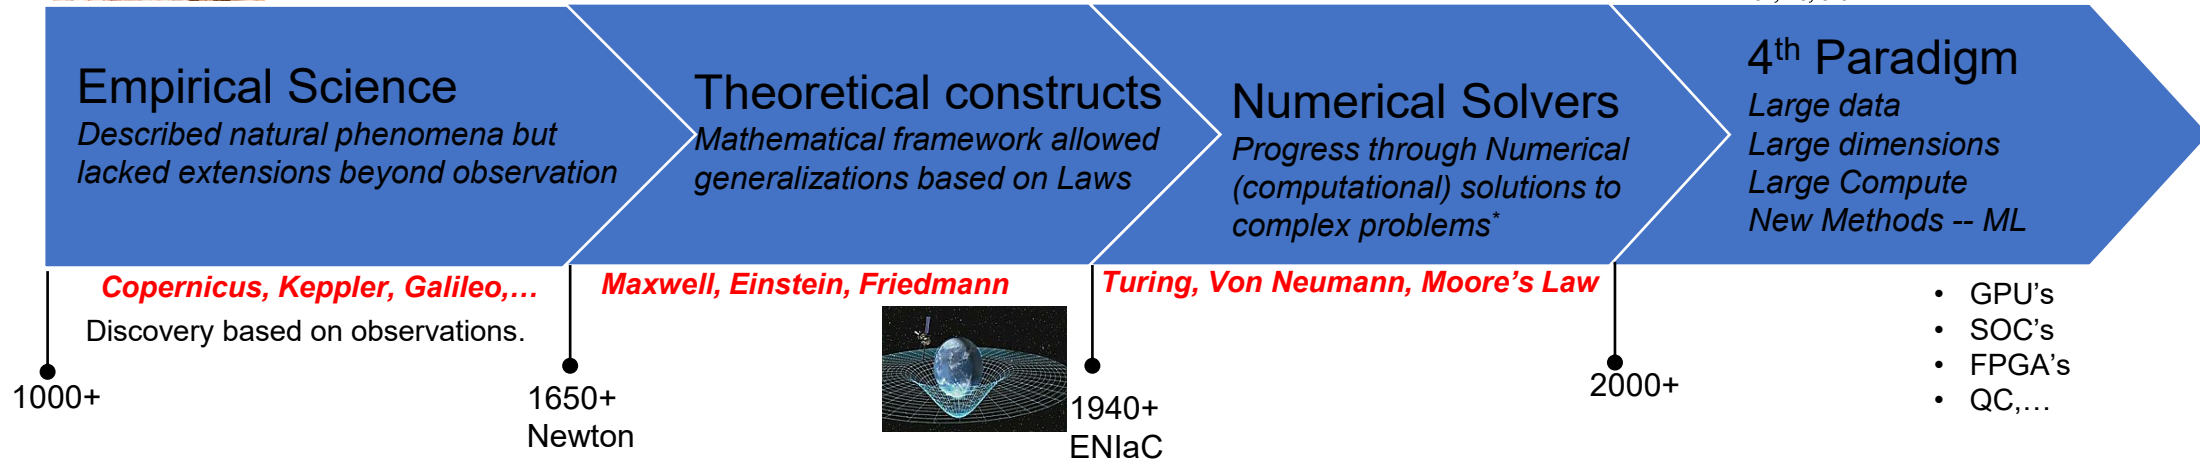 Empirical Science
Described natural phenomena but
lacked extensions beyond observation
Theoretical constructs
Mathematical framework allowed
generalizations based on Laws
Numerical Solvers
Progress through Numerical
(computational) solutions to
complex problems*
4th Paradigm
Large data
Large dimensions
Large Compute
New Methods -- ML
Copernicus, Keppler, Galileo,…
Discovery based on observations.
Maxwell, Einstein, Friedmann
Turing, Von Neumann, Moore's Law
• GPU's
• SOC's
• FPGA's
• QC,…
1000+
1650+
Newton
1940+
ENIaC
2000+